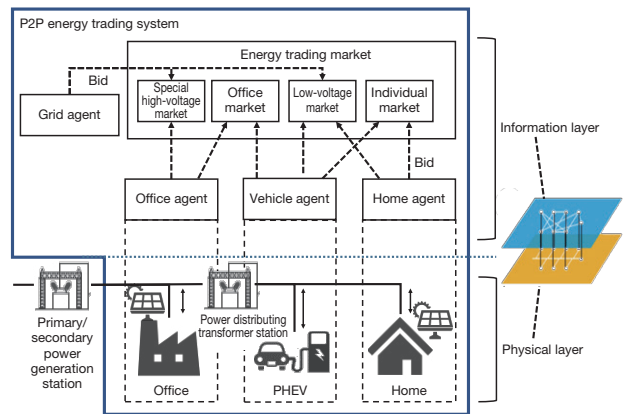 P2P energy trading system
Energy trading market
Bid
Special
high-voltage
market
Office
market
Low-voltage
market
Individual
market
Grid agent
Information layer
Bid
Office agent
Vehicle agent
Home agent
Power distributing
transformer station
Primary/
secondary
power
generation
station
Physical layer
Office
PHEV
Home